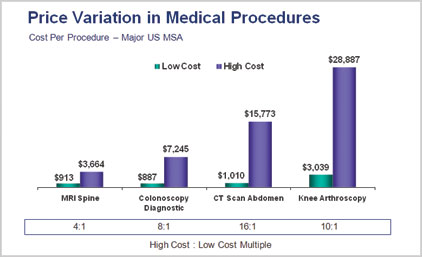 Price Variation in Medical Procedures
Cost Per Procedure – Major US MSA
Low Cost High Cost
$28,887
$15,773
$7,245
$3,664
$3,039
$913 $887 $1,010
MRI Spine Colonoscopy Diagnostic CT Scan Abdomen Knee Arthroscopy
4:1 8:1 16:1 10:1
High Cost : Low Cost Multiple